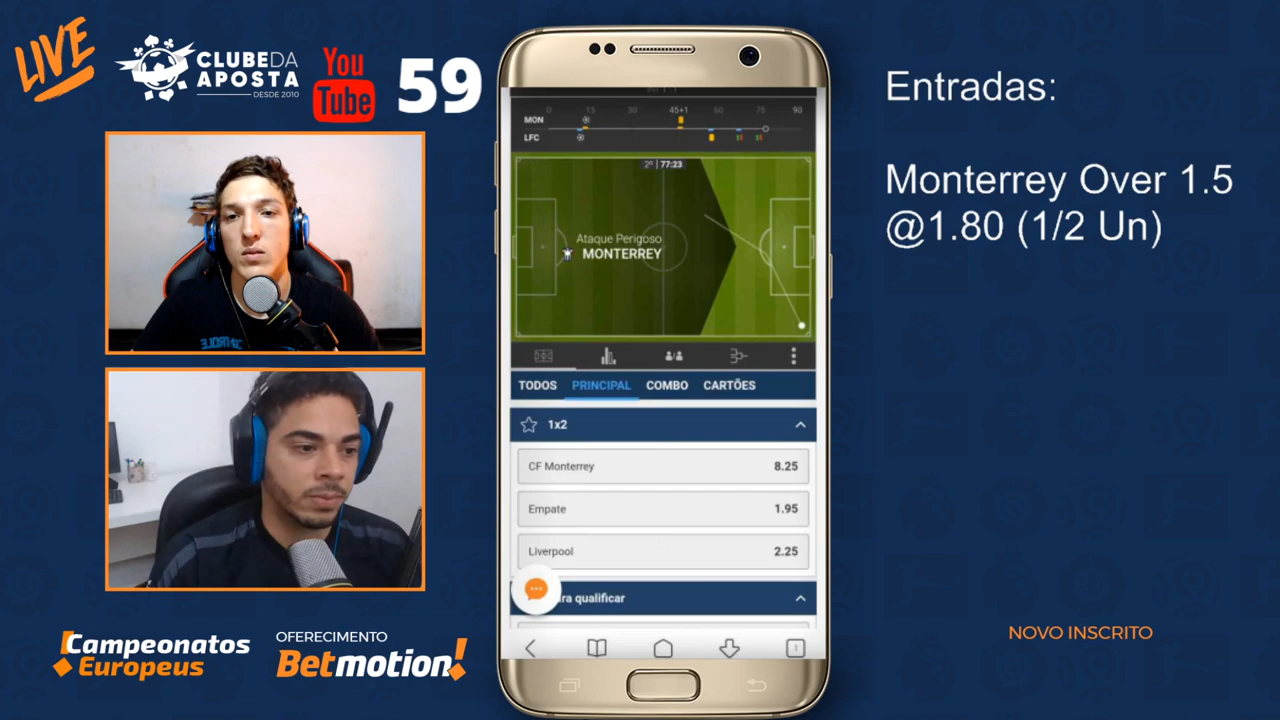 LIVE
CLUBEDA
APOSTA
DESDE 2010
You
Tube
59
0 15 30 45+1 60 75 90
MON
LFC
2º | 77:23
Ataque Perigoso
MONTERREY
TODOS PRINCIPAL COMBO CARTÕES
1x2
CF Monterrey 8.25
Empate 1.95
Liverpool 2.25
ra qualificar
Entradas:
Monterrey Over 1.5
@1.80 (1/2 Un)
Campeonatos
Europeus
OFERECIMENTO
Betmotion!
NOVO INSCRITO